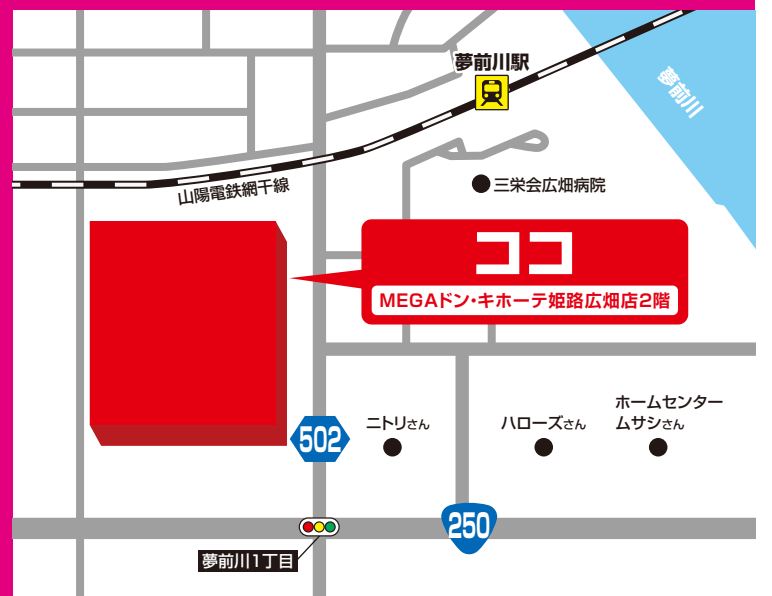 夢前川駅
夢前川
山陽電鉄網干線
三栄会広畑病院
ココ
MEGAドン・キホーテ姫路広畑店2階
ホームセンター
ムサシさん
ニトリさん
ハローズさん
502
250
夢前川1丁目